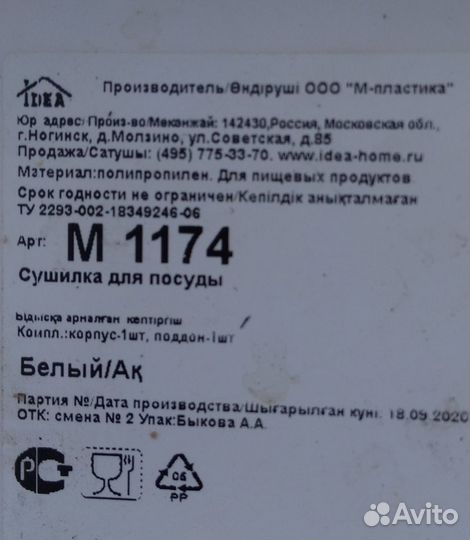 IDEA
Производитель/Өндіруші ООО "М-пластика"
Юр адрес/Произ-во/Меканжай: 142430,Россия, Московская обл.,
г.Ногинск, д.Молзино, ул.Советская, д.85
Продажа/Сатушы: (495) 775-33-70. www.idea-home.ru
Материал:полипропилен. Для пищевых продуктов
Срок годности не ограничен/Кепілдік анықталмаған
ТУ 2293-002-18349246-06
Арт: М 1174
Сушилка для посуды
Ыдысқа арналған кептіргіш
Компл.:корпус-1шт, поддон-1шт
Белый/Ақ
Партия №/Дата производства/Шығарылған күні: 18.09.2020
ОТК: смена № 2 Упак:Быкова А.А.
РСТ
05
PP
Avito